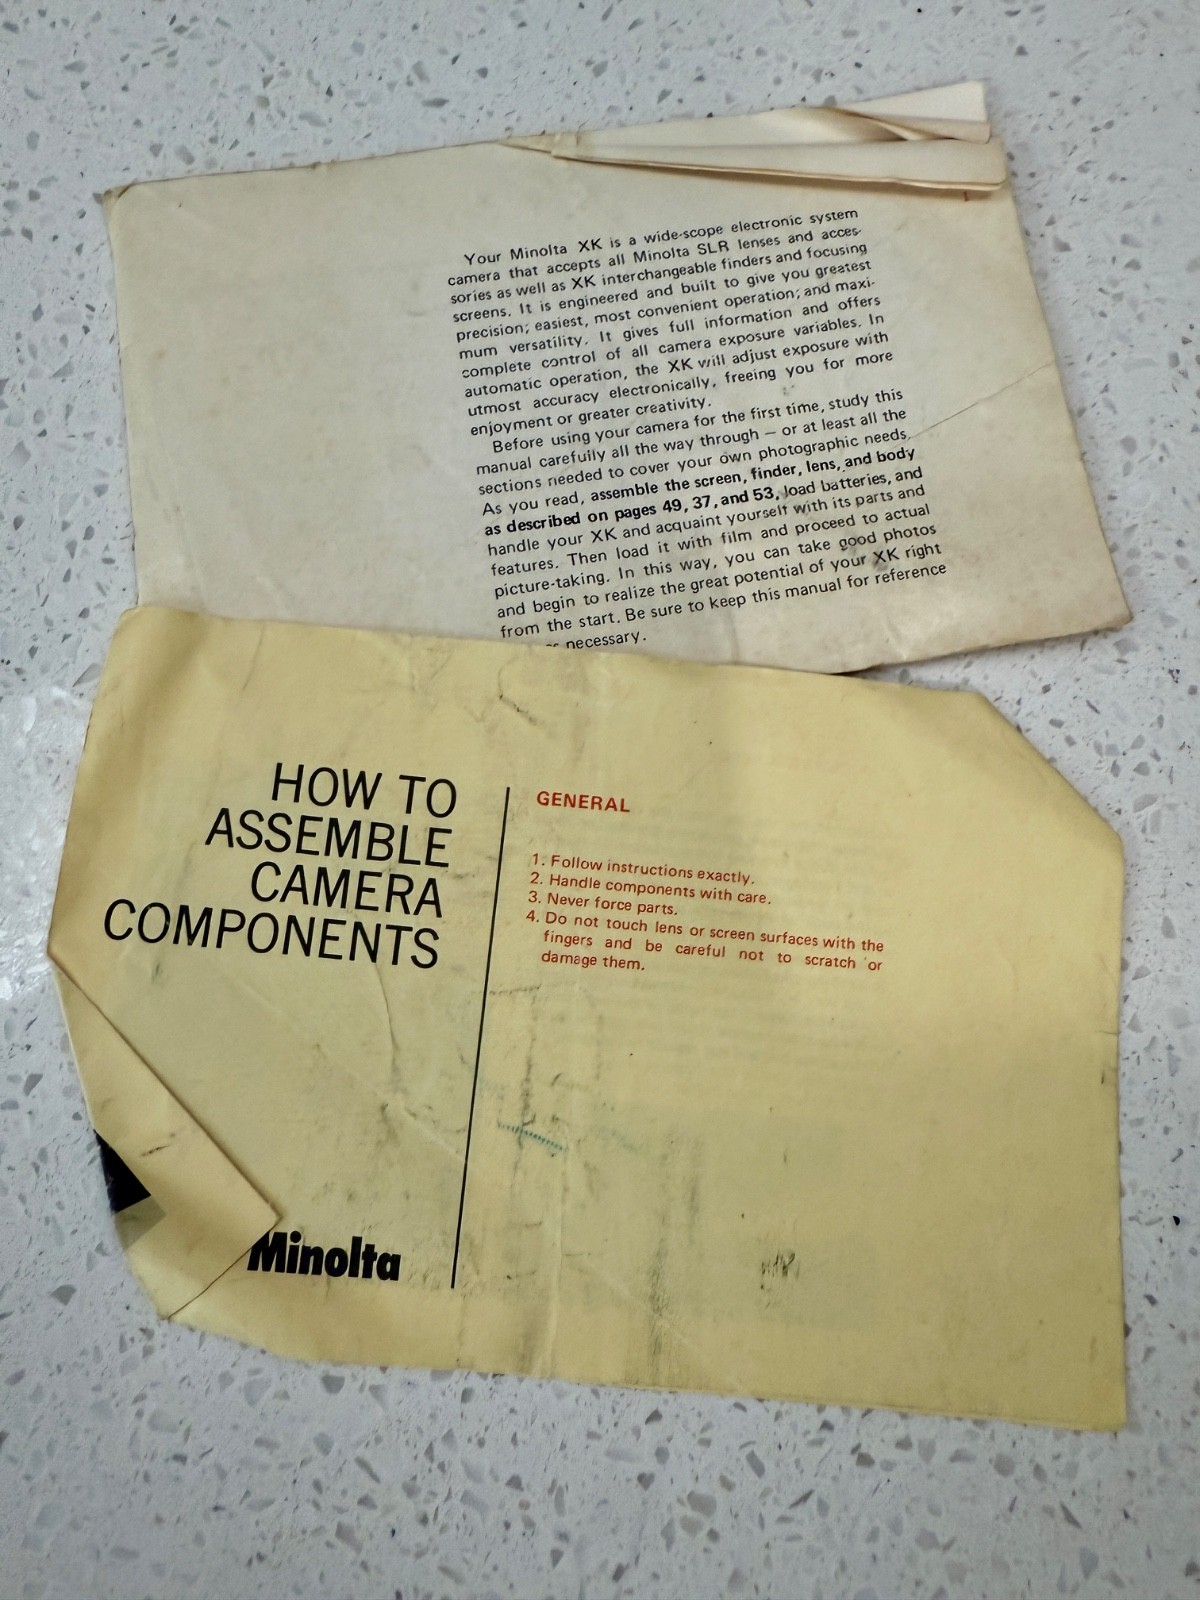 Your Minolta XK is a wide-scope electronic system
camera that accepts all Minolta SLR lenses and acces-
sories as well as XK interchangeable finders and focusing
screens. It is engineered and built to give you greatest
precision; easiest, most convenient operation; and maxi-
mum versatility. It gives full information and offers
complete control of all camera exposure variables. In
automatic operation, the XK will adjust exposure with
utmost accuracy electronically, freeing you for more
enjoyment or greater creativity.
Before using your camera for the first time, study this
manual carefully all the way through — or at least all the
sections needed to cover your own photographic needs.
As you read, assemble the screen, finder, lens, and body
as described on pages 49, 37, and 53, load batteries, and
handle your XK and acquaint yourself with its parts and
features. Then load it with film and proceed to actual
picture-taking. In this way, you can take good photos
and begin to realize the great potential of your XK right
from the start. Be sure to keep this manual for reference
necessary.
HOW TO
ASSEMBLE
CAMERA
COMPONENTS
Minolta
GENERAL
1. Follow instructions exactly.
2. Handle components with care.
3. Never force parts.
4. Do not touch lens or screen surfaces with the
fingers and be careful not to scratch or
damage them.